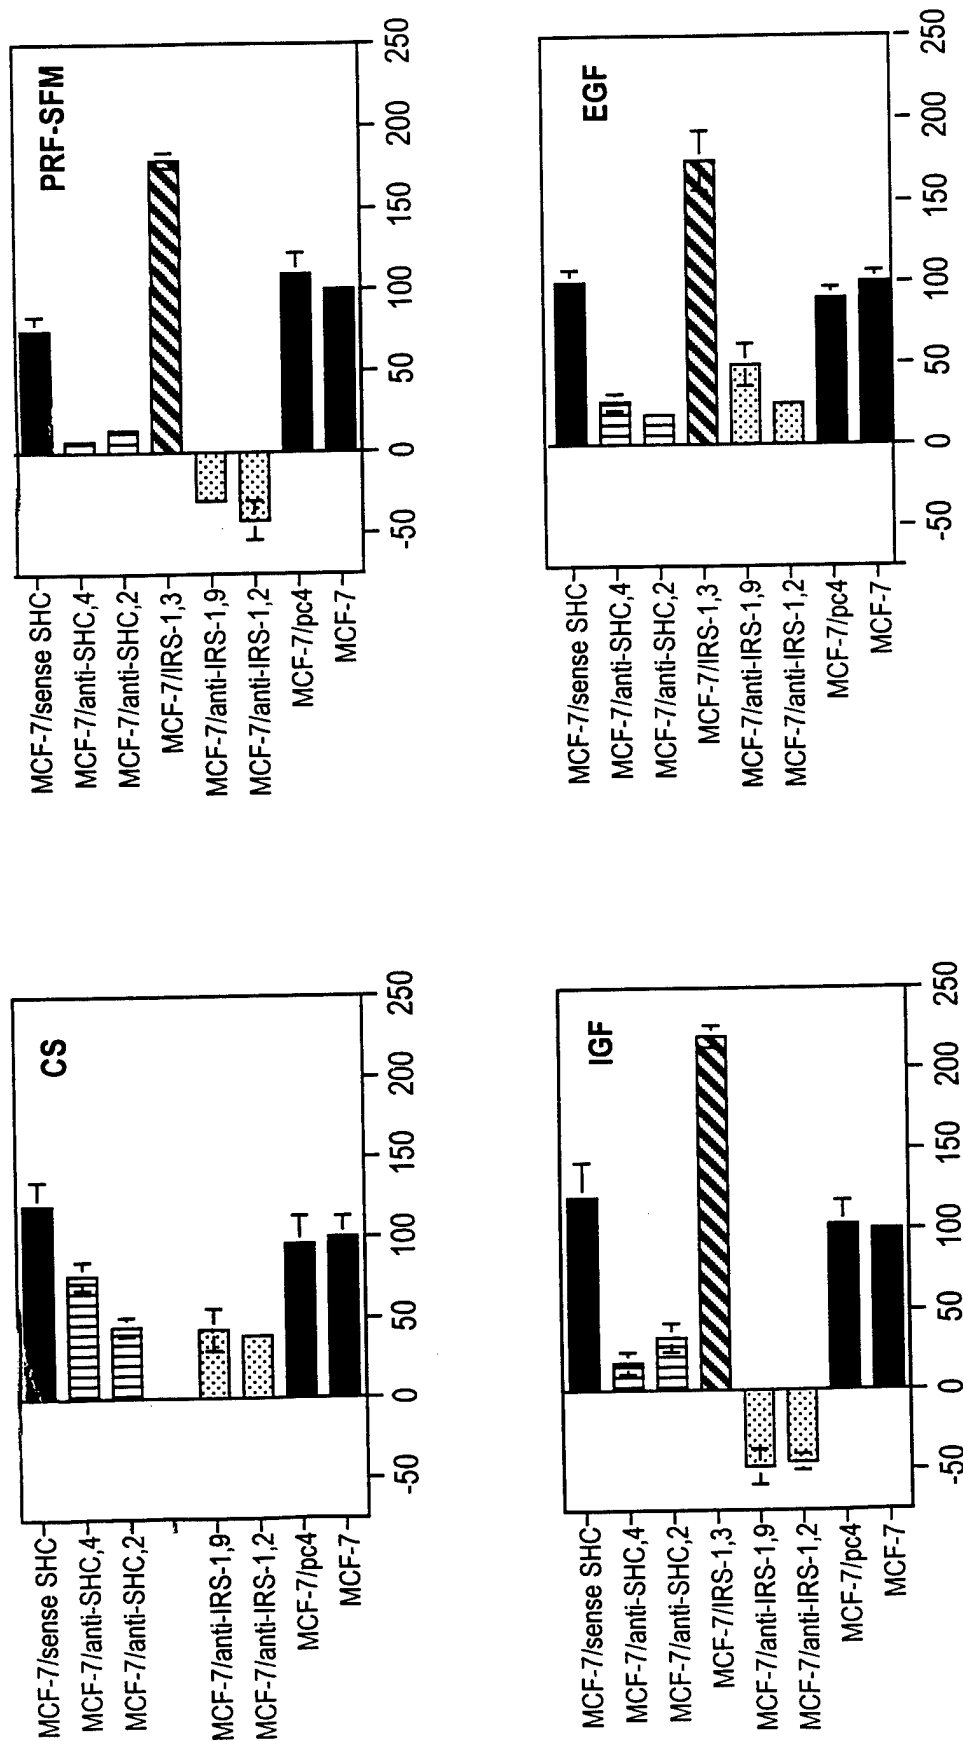 PRF-SFM
MCF-7/sense SHC
MCF-7/anti-SHC,4
MCF-7/anti-SHC,2
MCF-7/IRS-1,3
MCF-7/anti-IRS-1,9
MCF-7/anti-IRS-1,2
MCF-7/pc4
MCF-7
-50
0
50
100
150
200
250
EGF
MCF-7/sense SHC
MCF-7/anti-SHC,4
MCF-7/anti-SHC,2
MCF-7/IRS-1,3
MCF-7/anti-IRS-1,9
MCF-7/anti-IRS-1,2
MCF-7/pc4
MCF-7
-50
0
50
100
150
200
250
CS
MCF-7/sense SHC
MCF-7/anti-SHC,4
MCF-7/anti-SHC,2
MCF-7/anti-IRS-1,9
MCF-7/anti-IRS-1,2
MCF-7/pc4
MCF-7
-50
0
50
100
150
200
250
IGF
MCF-7/sense SHC
MCF-7/anti-SHC,4
MCF-7/anti-SHC,2
MCF-7/IRS-1,3
MCF-7/anti-IRS-1,9
MCF-7/anti-IRS-1,2
MCF-7/pc4
MCF-7
-50
0
50
100
150
200
250